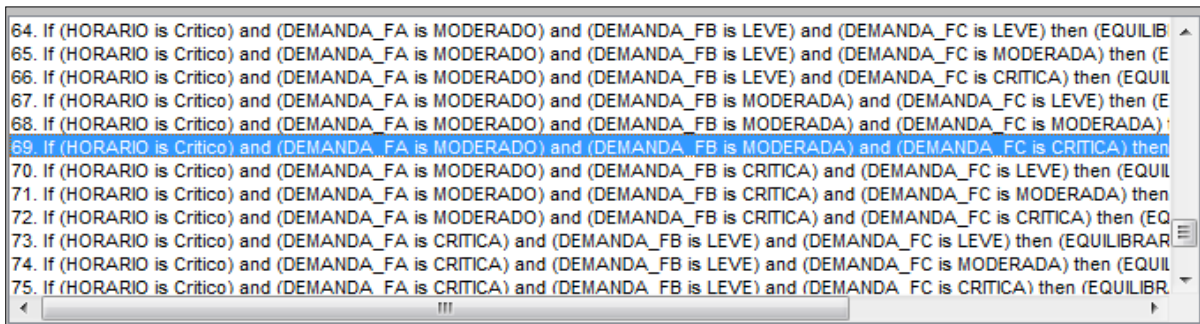 64. If (HORARIO is Critico) and (DEMANDA_FA is MODERADO) and (DEMANDA_FB is LEVE) and (DEMANDA_FC is LEVE) then (EQUILIB
65. If (HORARIO is Critico) and (DEMANDA_FA is MODERADO) and (DEMANDA_FB is LEVE) and (DEMANDA_FC is MODERADA) then (E
66. If (HORARIO is Critico) and (DEMANDA_FA is MODERADO) and (DEMANDA_FB is LEVE) and (DEMANDA_FC is CRITICA) then (EQUIL
67. If (HORARIO is Critico) and (DEMANDA_FA is MODERADO) and (DEMANDA_FB is MODERADA) and (DEMANDA_FC is LEVE) then (E
68. If (HORARIO is Critico) and (DEMANDA_FA is MODERADO) and (DEMANDA_FB is MODERADA) and (DEMANDA_FC is MODERADA)
69. If (HORARIO is Critico) and (DEMANDA_FA is MODERADO) and (DEMANDA_FB is MODERADA) and (DEMANDA_FC is CRITICA) then
70. If (HORARIO is Critico) and (DEMANDA_FA is MODERADO) and (DEMANDA_FB is CRITICA) and (DEMANDA_FC is LEVE) then (EQUIL
71. If (HORARIO is Critico) and (DEMANDA_FA is MODERADO) and (DEMANDA_FB is CRITICA) and (DEMANDA_FC is MODERADA) then
72. If (HORARIO is Critico) and (DEMANDA_FA is MODERADO) and (DEMANDA_FB is CRITICA) and (DEMANDA_FC is CRITICA) then (EQ
73. If (HORARIO is Critico) and (DEMANDA_FA is CRITICA) and (DEMANDA_FB is LEVE) and (DEMANDA_FC is LEVE) then (EQUILIBRAR
74. If (HORARIO is Critico) and (DEMANDA_FA is CRITICA) and (DEMANDA_FB is LEVE) and (DEMANDA_FC is MODERADA) then (EQUIL
75. If (HORARIO is Critico) and (DEMANDA_FA is CRITICA) and (DEMANDA_FB is LEVE) and (DEMANDA_FC is CRITICA) then (EQUILIBR